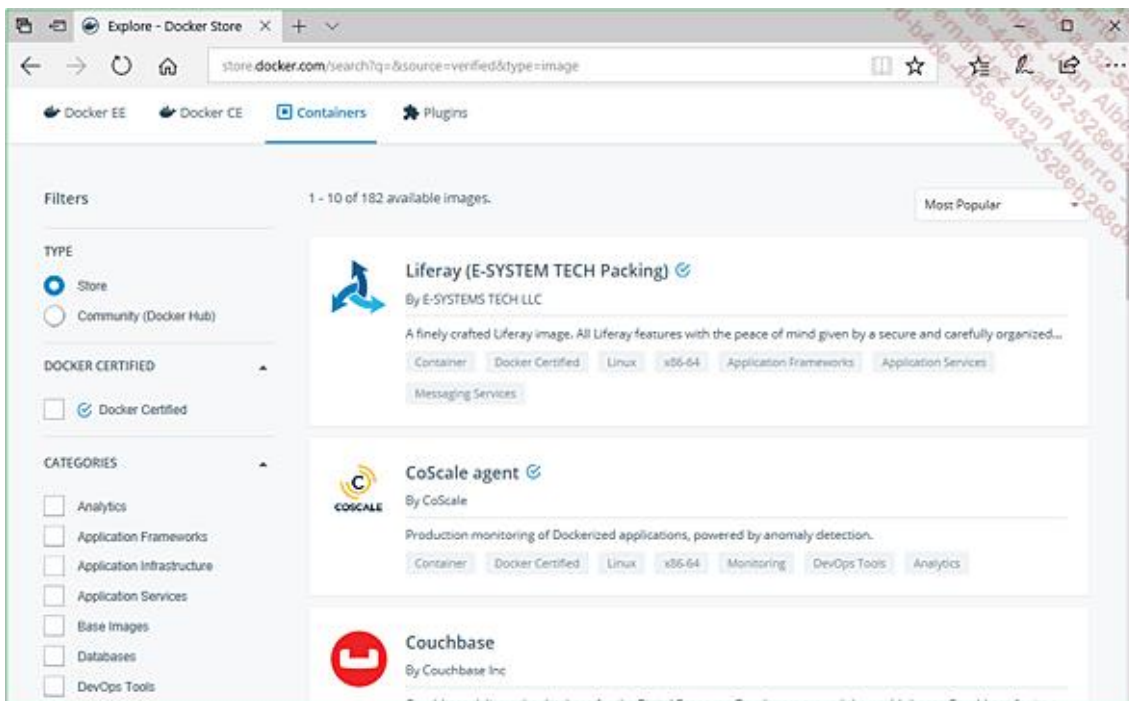 Explore - Docker Store
store.docker.com/search?q=&source=verified&type=image
Docker EE
Docker CE
Containers
Plugins
Filters
1 - 10 of 182 available images.
Most Popular
TYPE
Store
Community (Docker Hub)
DOCKER CERTIFIED
Docker Certified
CATEGORIES
Analytics
Application Frameworks
Application Infrastructure
Application Services
Base Images
Databases
DevOps Tools
Liferay (E-SYSTEM TECH Packing)
By E-SYSTEMS TECH LLC
A finely crafted Liferay image. All Liferay features with the peace of mind given by a secure and carefully organized...
Container Docker Certified Linux x86-64 Application Frameworks Application Services
Messaging Services
COSCALE
CoScale agent
By CoScale
Production monitoring of Dockerized applications, powered by anomaly detection.
Container Docker Certified Linux x86-64 Monitoring DevOps Tools Analytics
Couchbase
By Couchbase Inc